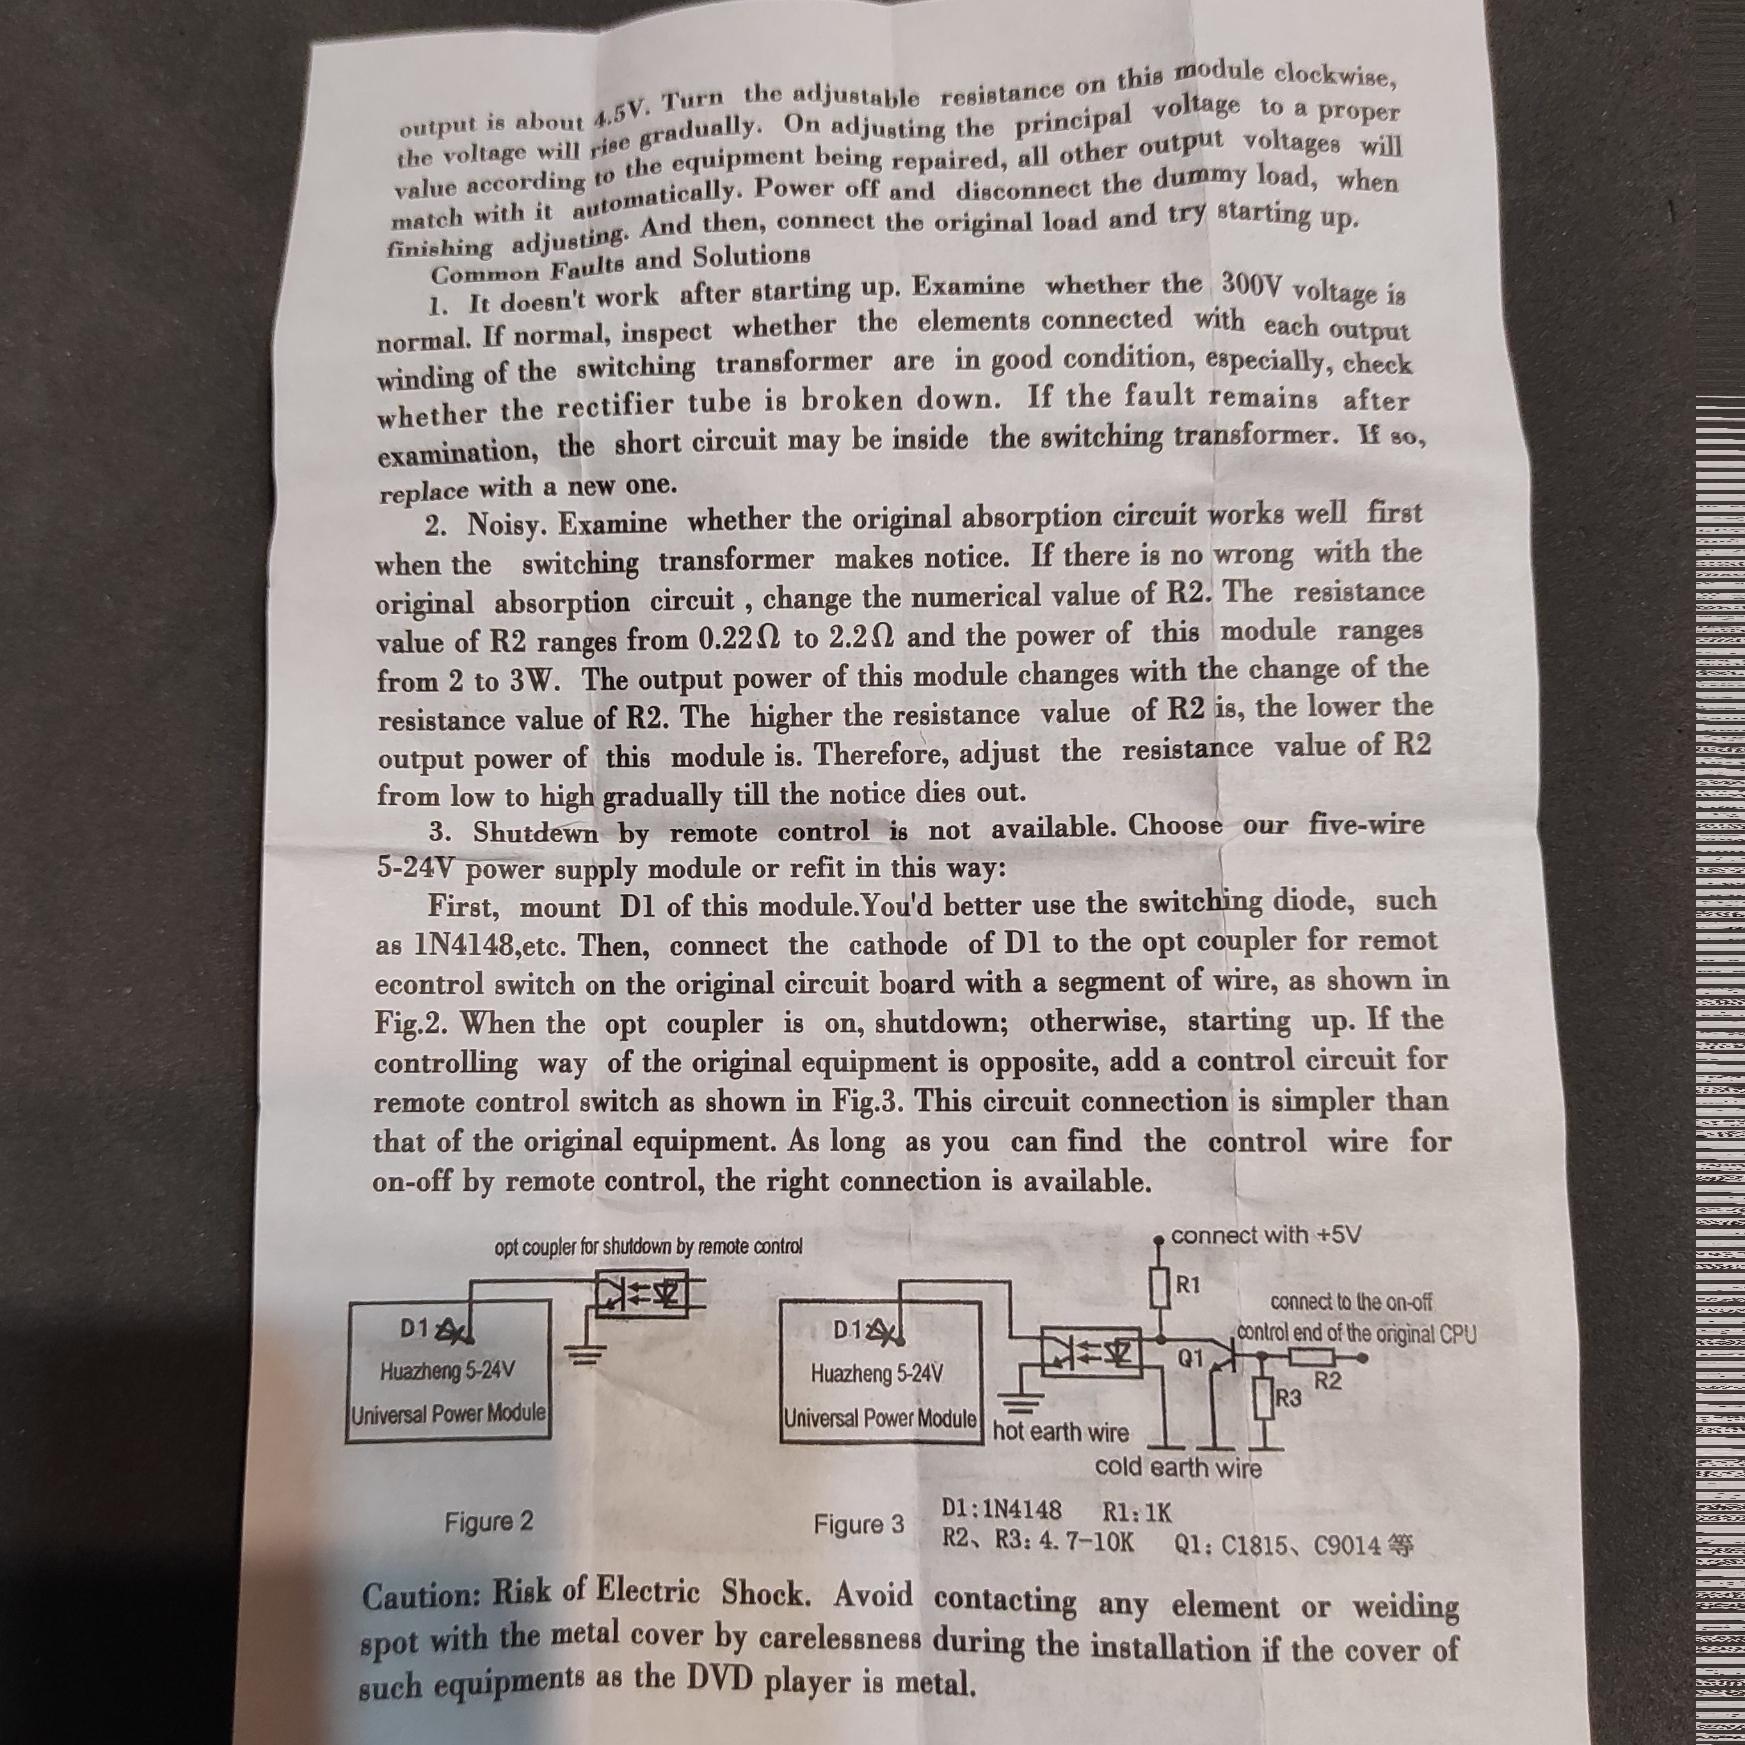 output is about 4.5V. Turn the adjustable resistance on this module clockwise,
the voltage will rise gradually. On adjusting the principal voltage to a proper
value according to the equipment being repaired, all other output voltages will
match with it automatically. Power off and disconnect the dummy load, when
finishing adjusting. And then, connect the original load and try starting up.
Common Faults and Solutions
1. It doesn't work after starting up. Examine whether the 300V voltage is
normal. If normal, inspect whether the elements connected with each output
winding of the switching transformer are in good condition, especially, check
whether the rectifier tube is broken down. If the fault remains after
examination, the short circuit may be inside the switching transformer. If so,
replace with a new one.
2. Noisy. Examine whether the original absorption circuit works well first
when the switching transformer makes notice. If there is no wrong with the
original absorption circuit , change the numerical value of R2. The resistance
value of R2 ranges from 0.22Ω to 2.2Ω and the power of this module ranges
from 2 to 3W. The output power of this module changes with the change of the
resistance value of R2. The higher the resistance value of R2 is, the lower the
output power of this module is. Therefore, adjust the resistance value of R2
from low to high gradually till the notice dies out.
3. Shutdewn by remote control is not available. Choose our five-wire
5-24V power supply module or refit in this way:
First, mount D1 of this module.You'd better use the switching diode, such
as 1N4148,etc. Then, connect the cathode of D1 to the opt coupler for remot
econtrol switch on the original circuit board with a segment of wire, as shown in
Fig.2. When the opt coupler is on, shutdown; otherwise, starting up. If the
controlling way of the original equipment is opposite, add a control circuit for
remote control switch as shown in Fig.3. This circuit connection is simpler than
that of the original equipment. As long as you can find the control wire for
on-off by remote control, the right connection is available.
opt coupler for shutdown by remote control
D1
Huazheng 5-24V
Universal Power Module
Figure 2
connect with +5V
R1
connect to the on-off
control end of the original CPU
D1
Huazheng 5-24V
Universal Power Module
Q1
R2
R3
hot earth wire
cold earth wire
Figure 3
D1:1N4148 R1:1K
R2、R3:4.7-10K Q1:C1815、C9014等
Caution: Risk of Electric Shock. Avoid contacting any element or weiding
spot with the metal cover by carelessness during the installation if the cover of
such equipments as the DVD player is metal.